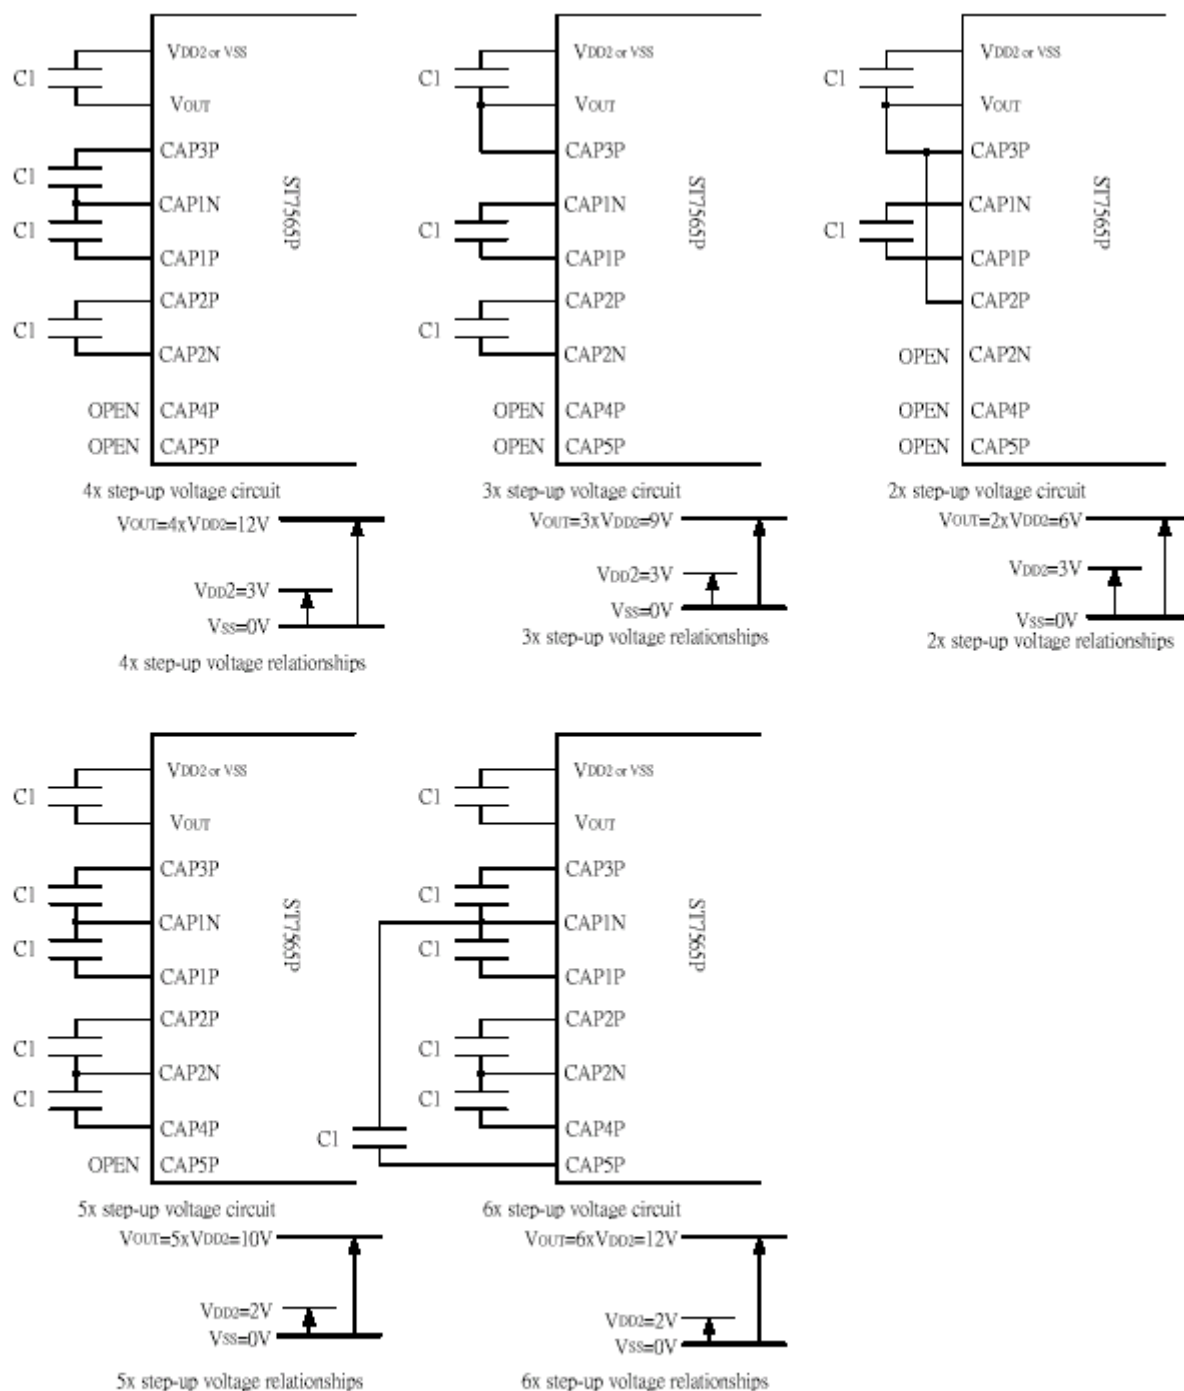 VDD2 or VSS
C1
VOUT
CAP3P
C1
CAP1N
C1
CAP1P
CAP2P
C1
CAP2N
OPEN CAP4P
OPEN CAP5P
ST7565P
4x step-up voltage circuit
VOUT=4xVDD2=12V
VDD2=3V
VSS=0V
4x step-up voltage relationships
VDD2 or VSS
C1
VOUT
CAP3P
CAP1N
C1
CAP1P
CAP2P
C1
CAP2N
OPEN CAP4P
OPEN CAP5P
ST7565P
3x step-up voltage circuit
VOUT=3xVDD2=9V
VDD2=3V
VSS=0V
3x step-up voltage relationships
VDD2 or VSS
C1
VOUT
CAP3P
CAP1N
C1
CAP1P
CAP2P
OPEN CAP2N
OPEN CAP4P
OPEN CAP5P
ST7565P
2x step-up voltage circuit
VOUT=2xVDD2=6V
VDD2=3V
VSS=0V
2x step-up voltage relationships
VDD2 or VSS
C1
VOUT
CAP3P
C1
CAP1N
C1
CAP1P
CAP2P
C1
CAP2N
C1
CAP4P
OPEN CAP5P
ST7565P
5x step-up voltage circuit
VOUT=5xVDD2=10V
VDD2=2V
VSS=0V
5x step-up voltage relationships
VDD2 or VSS
C1
VOUT
CAP3P
C1
CAP1N
C1
CAP1P
CAP2P
C1
CAP2N
C1
CAP4P
C1
CAP5P
ST7565P
6x step-up voltage circuit
VOUT=6xVDD2=12V
VDD2=2V
VSS=0V
6x step-up voltage relationships